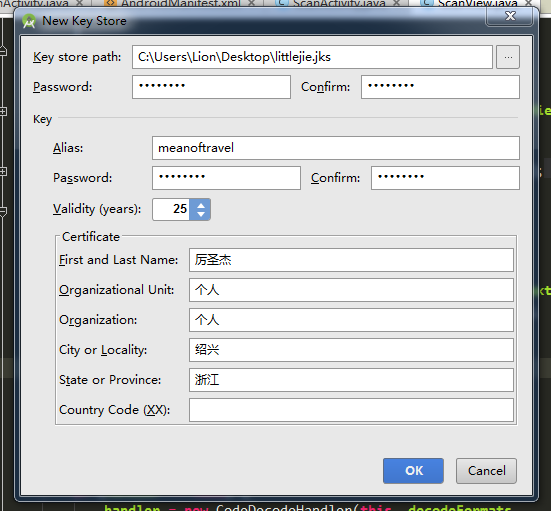 ScanActivity.java AndroidManifest.xml ScanActivity.java ScanView.java
New Key Store
Key store path: C:\Users\Lion\Desktop\littlejie.jks ...
Password: •••••••• Confirm: ••••••••
Key
Alias: meanoftravel
Password: •••••••• Confirm: ••••••••
Validity (years): 25
Certificate
First and Last Name: 厉圣杰
Organizational Unit: 个人
Organization: 个人
City or Locality: 绍兴
State or Province: 浙江
Country Code (XX):
OK Cancel
handler = new CodeDecodeHandler(this, decodeFormats